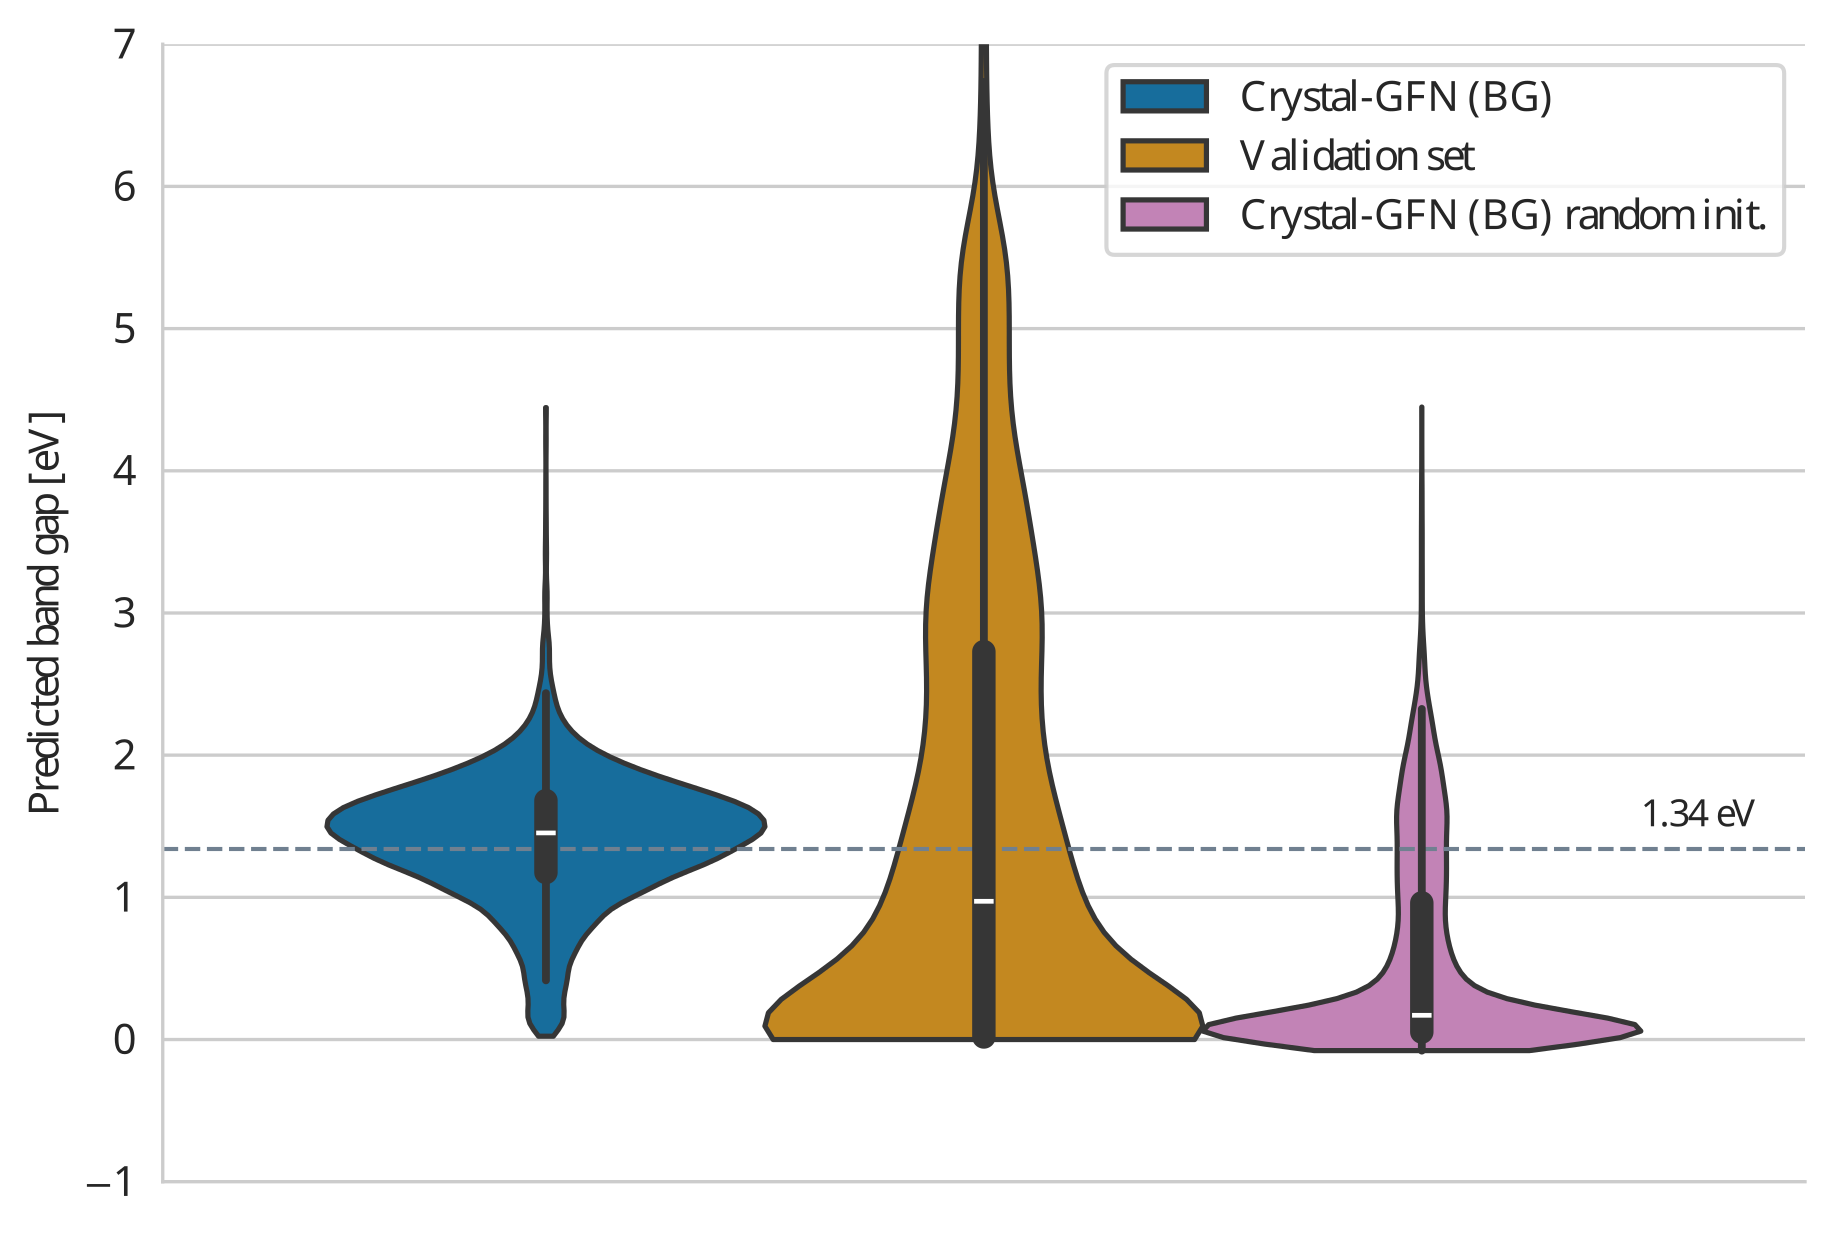 7
6
5
4
3
2
1
0
−1
Predicted band gap [eV]
Crystal-GFN (BG)
Validation set
Crystal-GFN (BG) random init.
1.34 eV